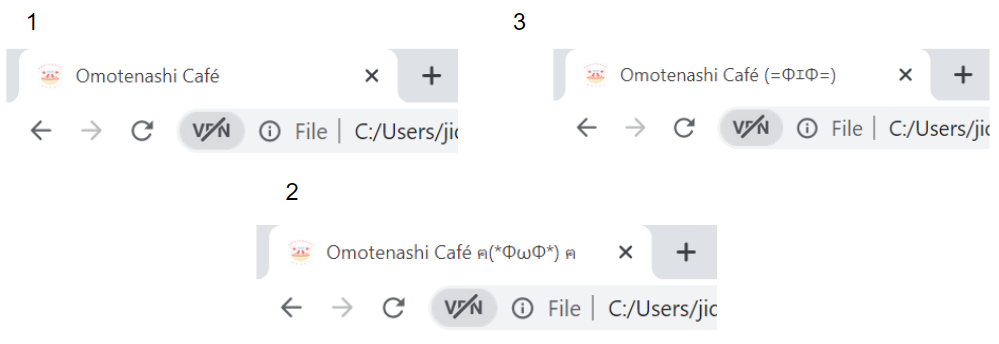 1
Omotenashi Café
VPN File C:/Users/jic
3
Omotenashi Café (=ΦｴΦ=)
VPN File C:/Users/jic
2
Omotenashi Café ฅ(*ΦωΦ*) ฅ
VPN File C:/Users/jic